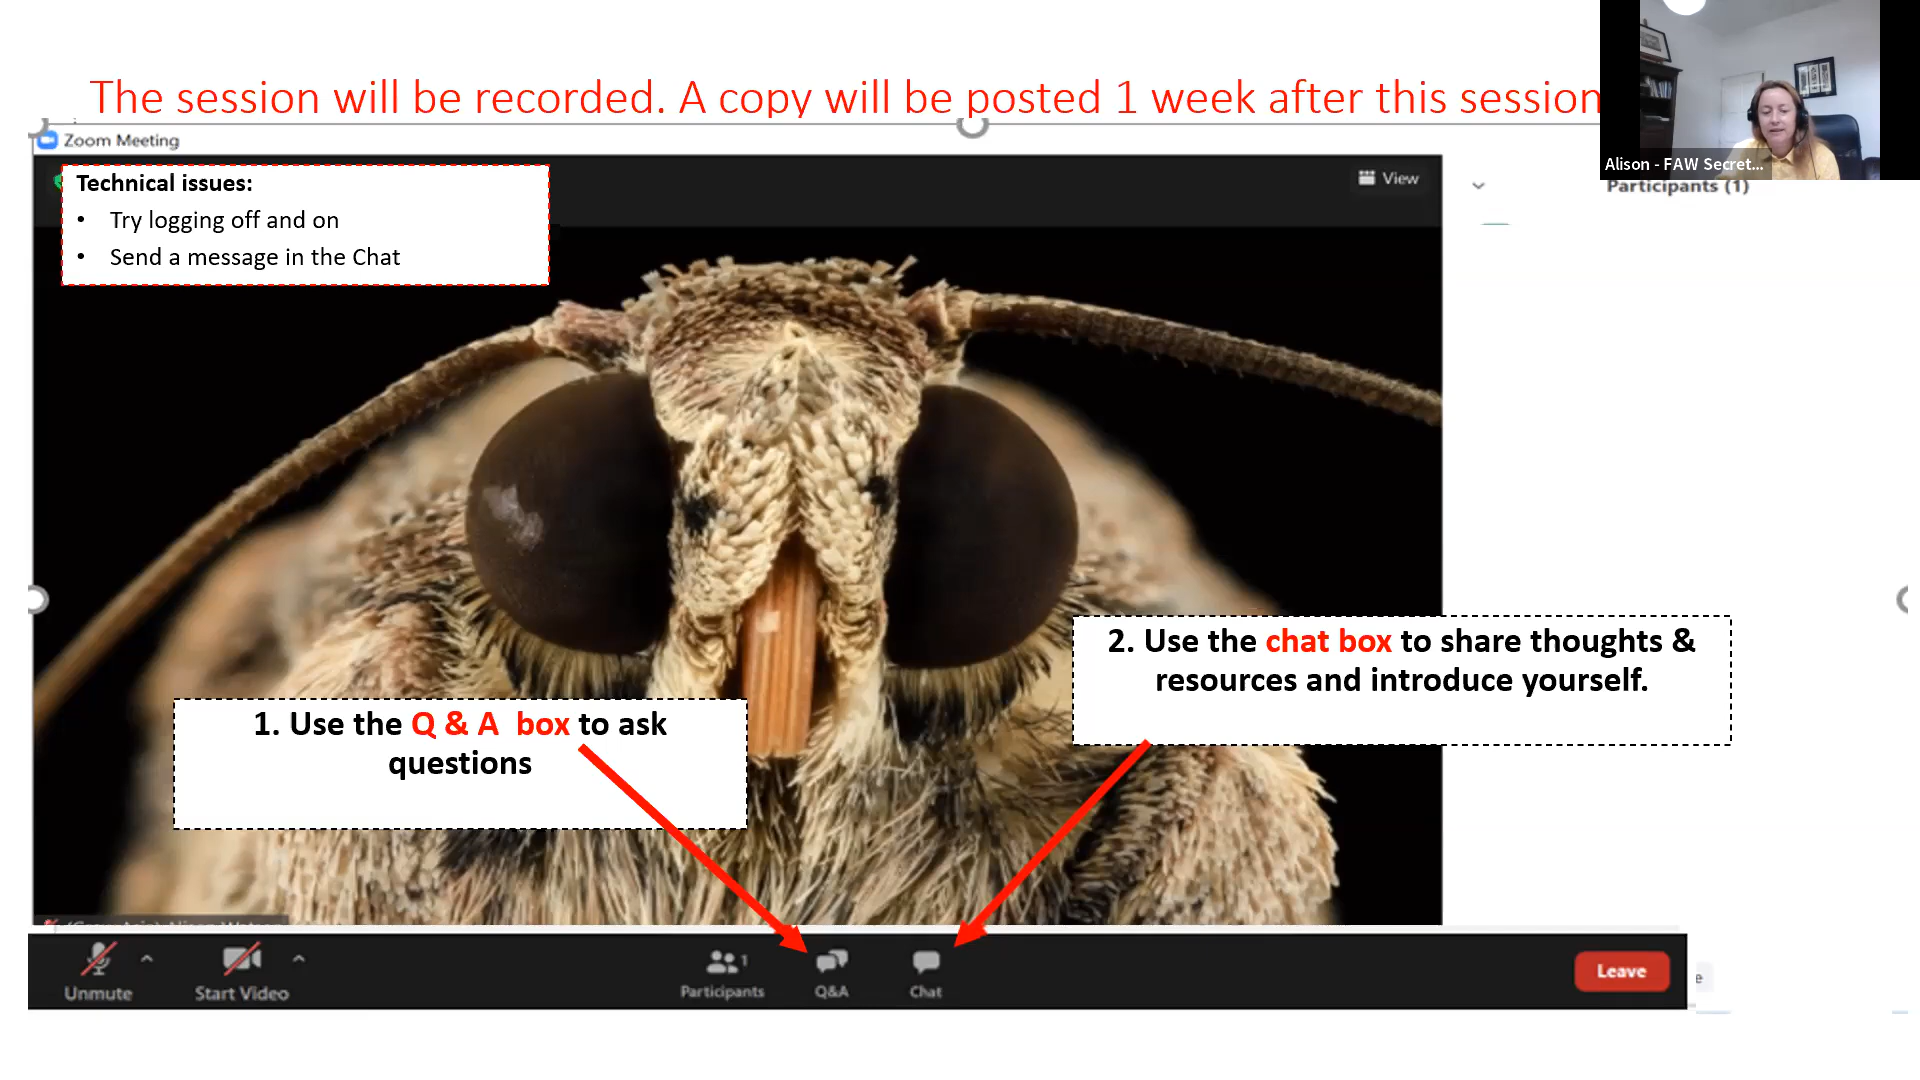 The session will be recorded. A copy will be posted 1 week after this session
Alison - FAW Secret...
Zoom Meeting
Participants (1)
View
Technical issues:
• Try logging off and on
• Send a message in the Chat
2. Use the chat box to share thoughts &
resources and introduce yourself.
1. Use the Q & A box to ask
questions
Unmute
Start Video
1
Participants
Q&A
Chat
Leave
e